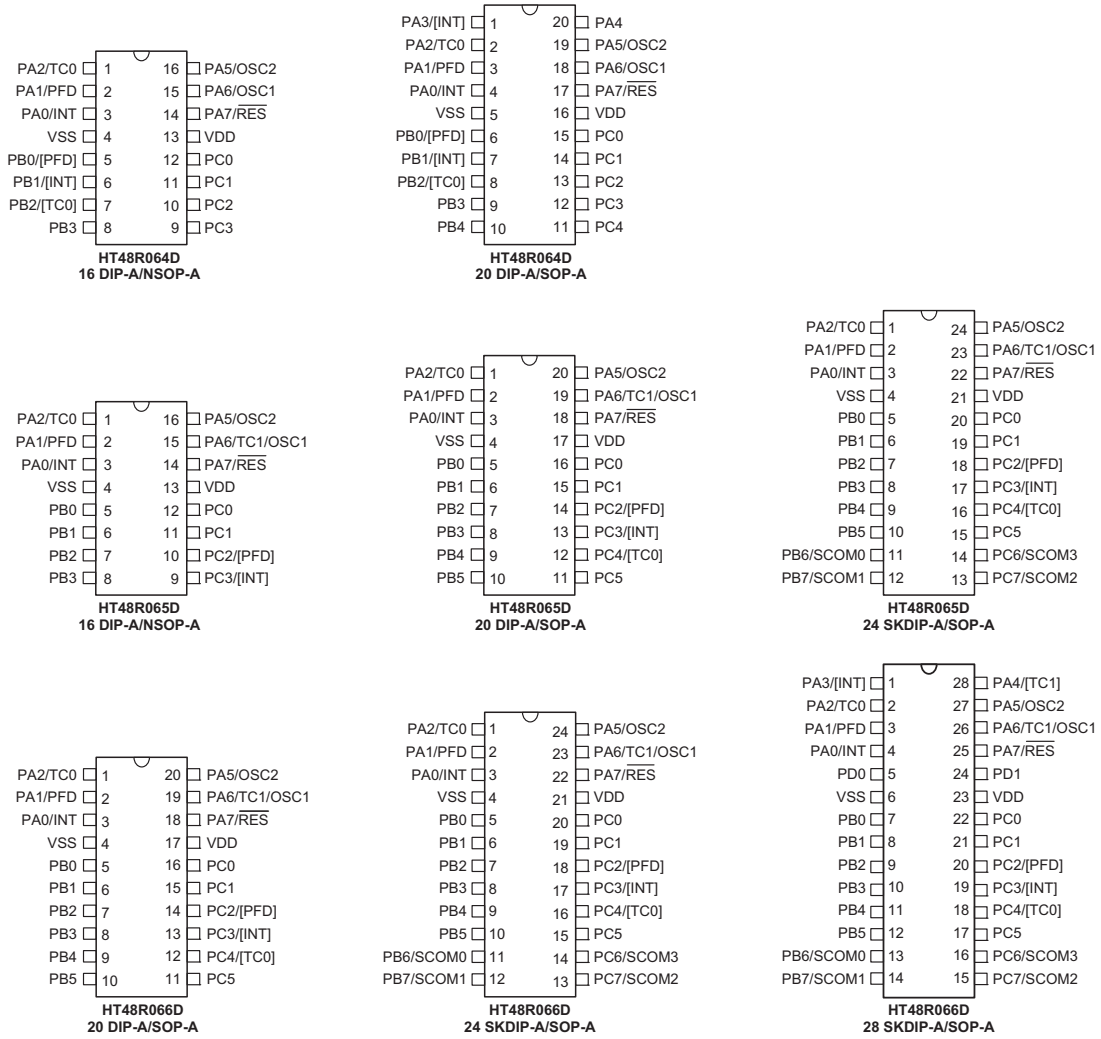 PA3/[INT] 1 20 PA4
PA2/TC0 2 19 PA5/OSC2
PA1/PFD 3 18 PA6/OSC1
PA0/INT 4 17 PA7/RES
VSS 5 16 VDD
PB0/[PFD] 6 15 PC0
PB1/[INT] 7 14 PC1
PB2/[TC0] 8 13 PC2
PB3 9 12 PC3
PB4 10 11 PC4
HT48R064D
20 DIP-A/SOP-A
PA2/TC0 1 16 PA5/OSC2
PA1/PFD 2 15 PA6/OSC1
PA0/INT 3 14 PA7/RES
VSS 4 13 VDD
PB0/[PFD] 5 12 PC0
PB1/[INT] 6 11 PC1
PB2/[TC0] 7 10 PC2
PB3 8 9 PC3
HT48R064D
16 DIP-A/NSOP-A
PA2/TC0 1 16 PA5/OSC2
PA1/PFD 2 15 PA6/TC1/OSC1
PA0/INT 3 14 PA7/RES
VSS 4 13 VDD
PB0 5 12 PC0
PB1 6 11 PC1
PB2 7 10 PC2/[PFD]
PB3 8 9 PC3/[INT]
HT48R065D
16 DIP-A/NSOP-A
PA2/TC0 1 20 PA5/OSC2
PA1/PFD 2 19 PA6/TC1/OSC1
PA0/INT 3 18 PA7/RES
VSS 4 17 VDD
PB0 5 16 PC0
PB1 6 15 PC1
PB2 7 14 PC2/[PFD]
PB3 8 13 PC3/[INT]
PB4 9 12 PC4/[TC0]
PB5 10 11 PC5
HT48R065D
20 DIP-A/SOP-A
PA2/TC0 1 24 PA5/OSC2
PA1/PFD 2 23 PA6/TC1/OSC1
PA0/INT 3 22 PA7/RES
VSS 4 21 VDD
PB0 5 20 PC0
PB1 6 19 PC1
PB2 7 18 PC2/[PFD]
PB3 8 17 PC3/[INT]
PB4 9 16 PC4/[TC0]
PB5 10 15 PC5
PB6/SCOM0 11 14 PC6/SCOM3
PB7/SCOM1 12 13 PC7/SCOM2
HT48R065D
24 SKDIP-A/SOP-A
PA2/TC0 1 20 PA5/OSC2
PA1/PFD 2 19 PA6/TC1/OSC1
PA0/INT 3 18 PA7/RES
VSS 4 17 VDD
PB0 5 16 PC0
PB1 6 15 PC1
PB2 7 14 PC2/[PFD]
PB3 8 13 PC3/[INT]
PB4 9 12 PC4/[TC0]
PB5 10 11 PC5
HT48R066D
20 DIP-A/SOP-A
PA2/TC0 1 24 PA5/OSC2
PA1/PFD 2 23 PA6/TC1/OSC1
PA0/INT 3 22 PA7/RES
VSS 4 21 VDD
PB0 5 20 PC0
PB1 6 19 PC1
PB2 7 18 PC2/[PFD]
PB3 8 17 PC3/[INT]
PB4 9 16 PC4/[TC0]
PB5 10 15 PC5
PB6/SCOM0 11 14 PC6/SCOM3
PB7/SCOM1 12 13 PC7/SCOM2
HT48R066D
24 SKDIP-A/SOP-A
PA3/[INT] 1 28 PA4/[TC1]
PA2/TC0 2 27 PA5/OSC2
PA1/PFD 3 26 PA6/TC1/OSC1
PA0/INT 4 25 PA7/RES
PD0 5 24 PD1
VSS 6 23 VDD
PB0 7 22 PC0
PB1 8 21 PC1
PB2 9 20 PC2/[PFD]
PB3 10 19 PC3/[INT]
PB4 11 18 PC4/[TC0]
PB5 12 17 PC5
PB6/SCOM0 13 16 PC6/SCOM3
PB7/SCOM1 14 15 PC7/SCOM2
HT48R066D
28 SKDIP-A/SOP-A